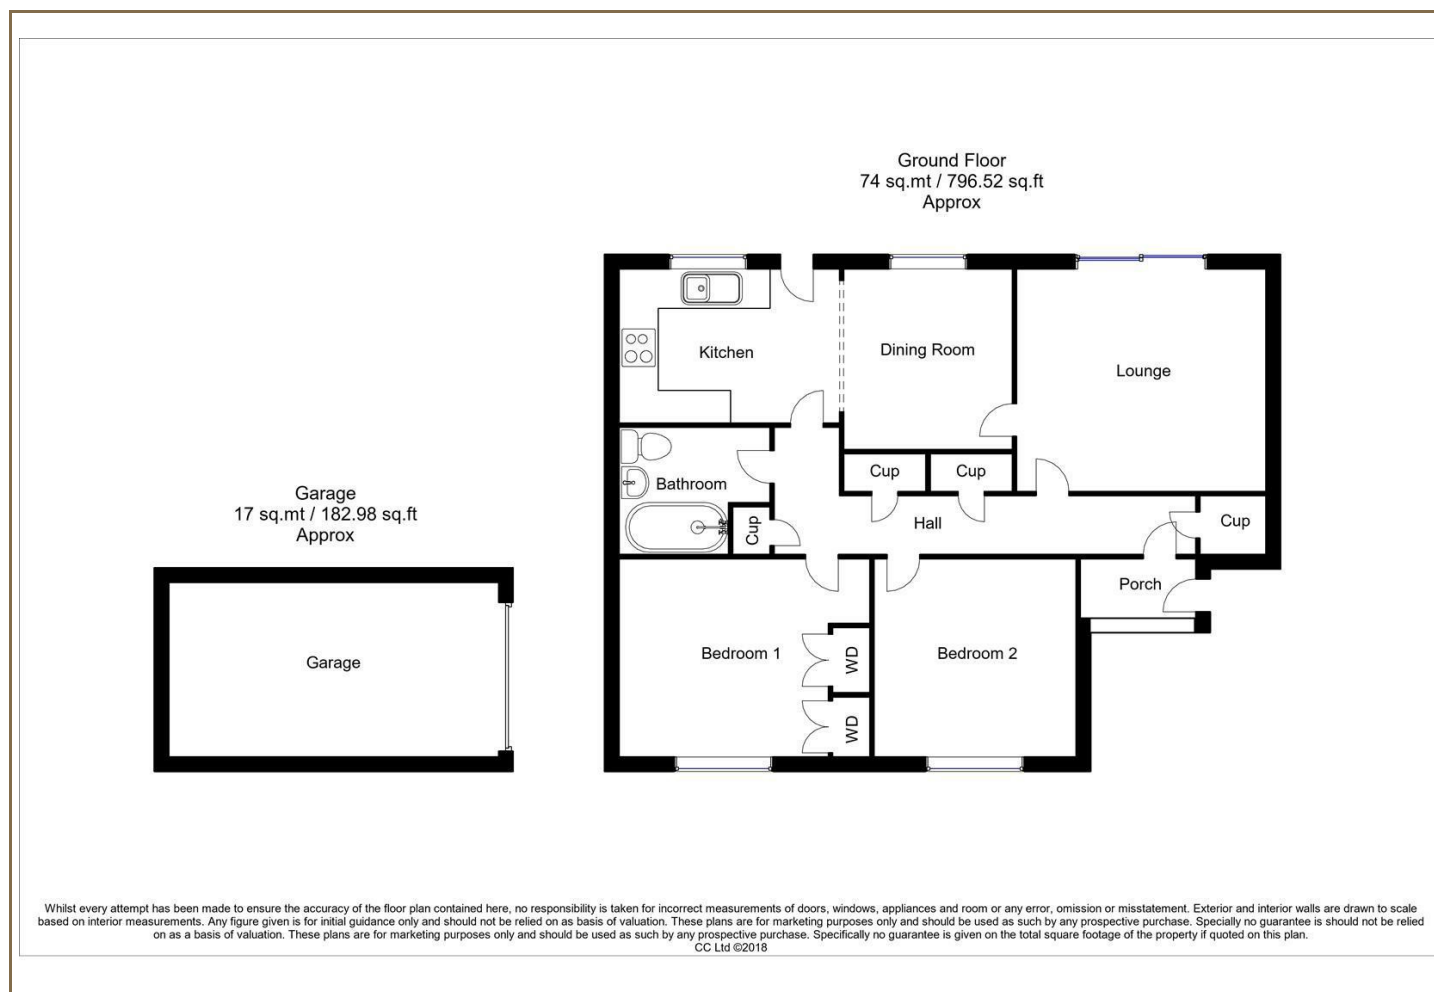 Ground Floor
74 sq.mt / 796.52 sq.ft
Approx
Kitchen
Dining Room
Lounge
Cup
Cup
Bathroom
Cup
Hall
Cup
Porch
Bedroom 1
WD
WD
Bedroom 2
Garage
17 sq.mt / 182.98 sq.ft
Approx
Garage
Whilst every attempt has been made to ensure the accuracy of the floor plan contained here, no responsibility is taken for incorrect measurements of doors, windows, appliances and room or any error, omission or misstatement. Exterior and interior walls are drawn to scale
based on interior measurements. Any figure given is for initial guidance only and should not be relied on as basis of valuation. These plans are for marketing purposes only and should be used as such by any prospective purchase. Specially no guarantee is should not be relied
on as a basis of valuation. These plans are for marketing purposes only and should be used as such by any prospective purchase. Specifically no guarantee is given on the total square footage of the property if quoted on this plan.
CC Ltd ©2018